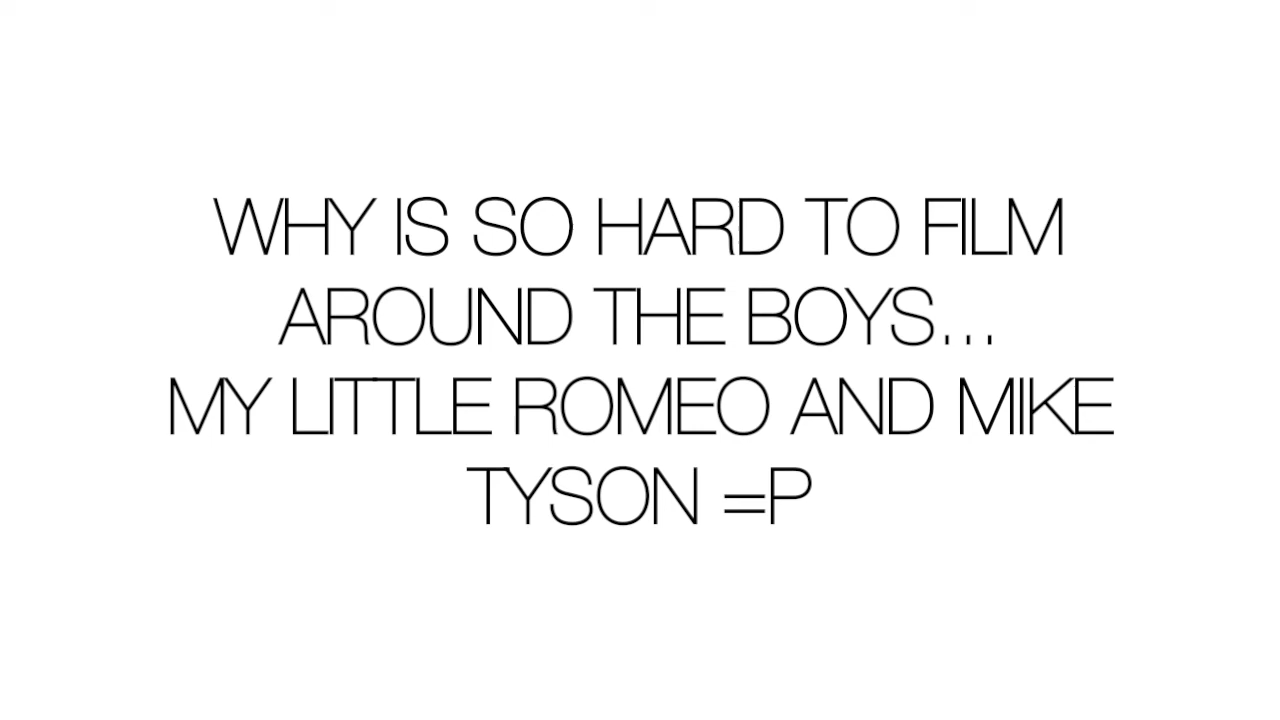 WHY IS SO HARD TO FILM
AROUND THE BOYS...
MY LITTLE ROMEO AND MIKE
TYSON =P